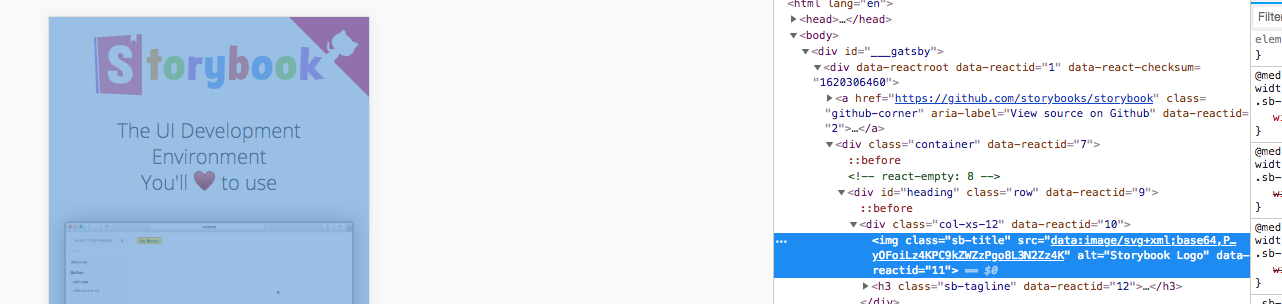 Storybook
The UI Development
Environment
You'll ❤ to use
<html lang="en">
▶<head>…</head>
▼<body>
▼<div id="___gatsby">
▼<div data-reactroot data-reactid="1" data-react-checksum=
"1620306460">
▶<a href="https://github.com/storybooks/storybook" class=
"github-corner" aria-label="View source on Github" data-reactid=
"2">…</a>
▼<div class="container" data-reactid="7">
::before
<!-- react-empty: 8 -->
▼<div id="heading" class="row" data-reactid="9">
::before
▼<div class="col-xs-12" data-reactid="10">
<img class="sb-title" src="data:image/svg+xml;base64,P…
yOFoiLz4KPC9kZWZzPgo8L3N2Zz4K" alt="Storybook Logo" data-
reactid="11"> == $0
▶<h3 class="sb-tagline" data-reactid="12">…</h3>
</div>
Filter
elem
}
@med
widt
.sb-
wi
}
@med
widt
.sb-
wi
}
@med
widt
.sb-
wi
}
.sb-